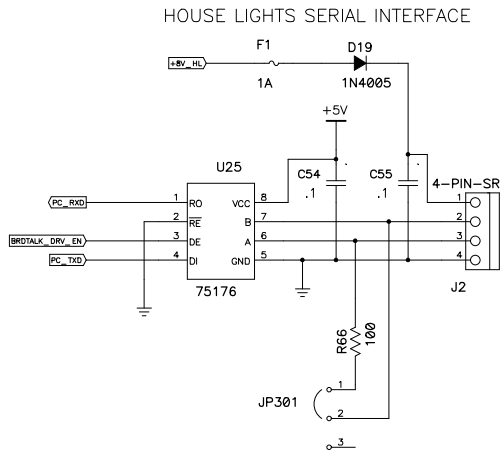 HOUSE LIGHTS SERIAL INTERFACE
F1
D19
+8V_HL
1A
1N4005
+5V
U25
C54
.1
C55
.1
4-PIN-SR
PC_RXD
1
RO
VCC
8
1
2
RE
B
7
2
BRDTALK_DRV_EN
3
DE
A
6
3
PC_TXD
4
DI
GND
5
4
75176
J2
R66
100
JP301
1
2
3